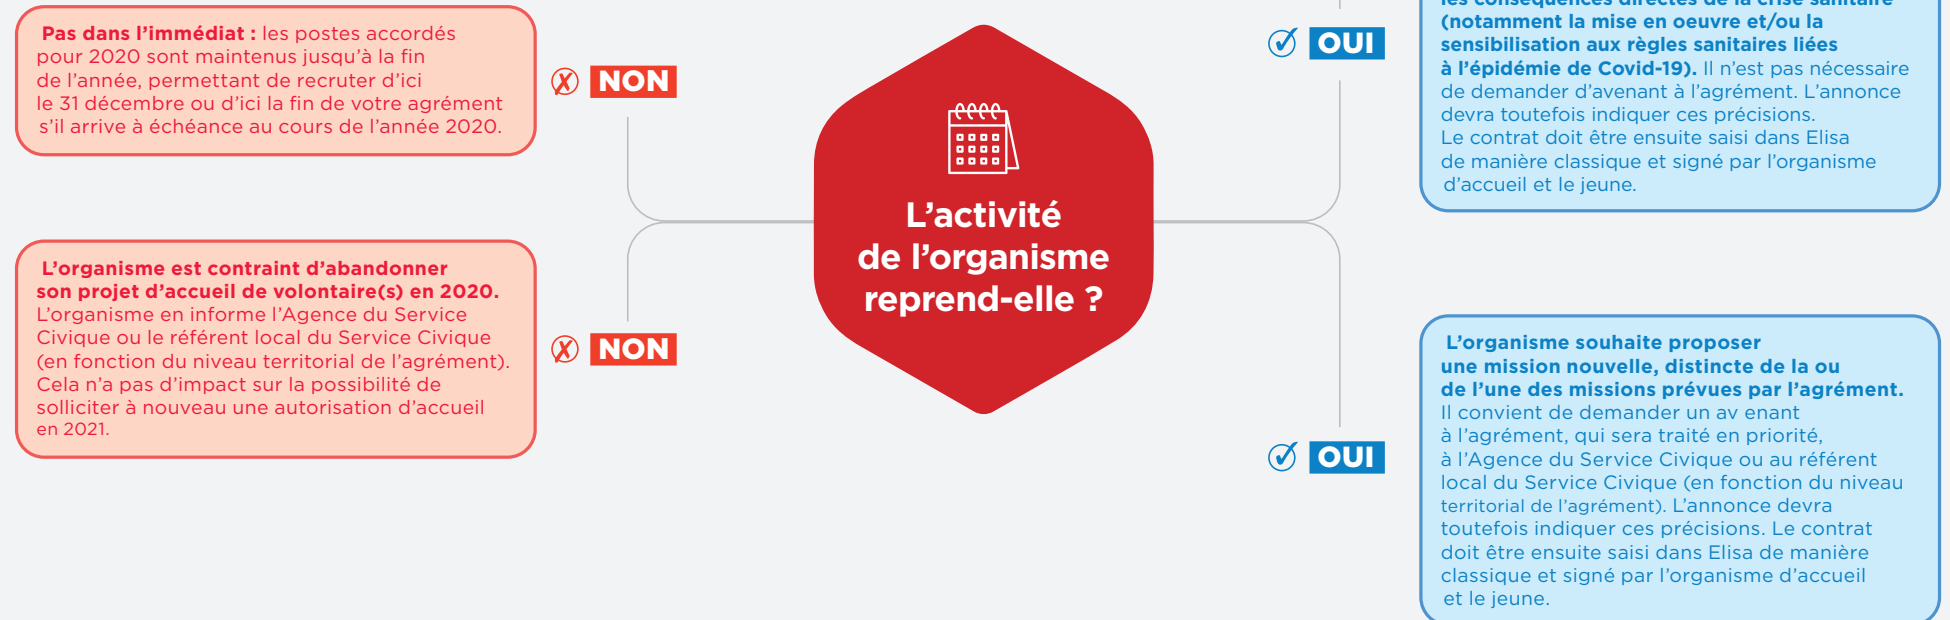 Pas dans l'immédiat : les postes accordés
pour 2020 sont maintenus jusqu'à la fin
de l'année, permettant de recruter d'ici
le 31 décembre ou d'ici la fin de votre agrément
s'il arrive à échéance au cours de l'année 2020.
NON
L'organisme est contraint d'abandonner
son projet d'accueil de volontaire(s) en 2020.
L'organisme en informe l'Agence du Service
Civique ou le référent local du Service Civique
(en fonction du niveau territorial de l'agrément).
Cela n'a pas d'impact sur la possibilité de
solliciter à nouveau une autorisation d'accueil
en 2021.
NON
L'activité
de l'organisme
reprend-elle ?
OUI
les conséquences directes de la crise sanitaire
(notamment la mise en oeuvre et/ou la
sensibilisation aux règles sanitaires liées
à l'épidémie de Covid-19). Il n'est pas nécessaire
de demander d'avenant à l'agrément. L'annonce
devra toutefois indiquer ces précisions.
Le contrat doit être ensuite saisi dans Elisa
de manière classique et signé par l'organisme
d'accueil et le jeune.
OUI
L'organisme souhaite proposer
une mission nouvelle, distincte de la ou
de l'une des missions prévues par l'agrément.
Il convient de demander un av enant
à l'agrément, qui sera traité en priorité,
à l'Agence du Service Civique ou au référent
local du Service Civique (en fonction du niveau
territorial de l'agrément). L'annonce devra
toutefois indiquer ces précisions. Le contrat
doit être ensuite saisi dans Elisa de manière
classique et signé par l'organisme d'accueil
et le jeune.